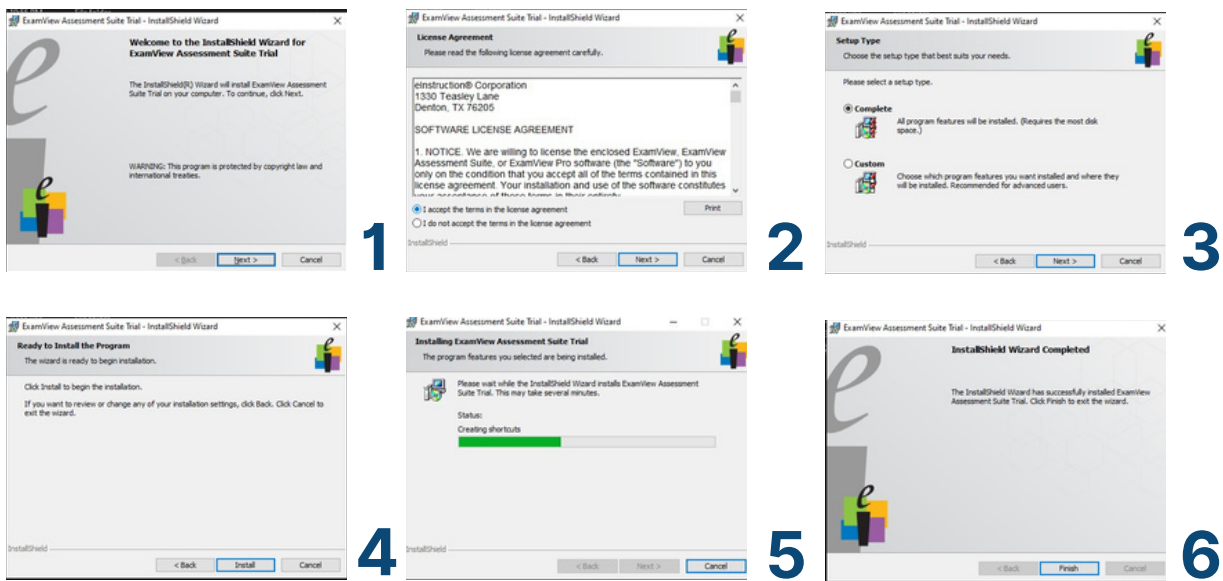 ExamView Assessment Suite Trial - InstallShield Wizard
Welcome to the InstallShield Wizard for
ExamView Assessment Suite Trial
The InstallShield(R) Wizard will install ExamView Assessment
Suite Trial on your computer. To continue, click Next.
WARNING: This program is protected by copyright law and
international treaties.
< Back
Next >
Cancel
1
ExamView Assessment Suite Trial - InstallShield Wizard
License Agreement
Please read the following license agreement carefully.
eInstruction® Corporation
1330 Teasley Lane
Denton, TX 76205
SOFTWARE LICENSE AGREEMENT
1. NOTICE. We are willing to license the enclosed ExamView, ExamView
Assessment Suite, or ExamView Pro software (the "Software") to you
only on the condition that you accept all of the terms contained in this
license agreement. Your installation and use of the software constitutes
your acceptance of these terms in their entirety.
I accept the terms in the license agreement
Print
I do not accept the terms in the license agreement
InstallShield
< Back
Next >
Cancel
2
ExamView Assessment Suite Trial - InstallShield Wizard
Setup Type
Choose the setup type that best suits your needs.
Please select a setup type.
Complete
All program features will be installed. (Requires the most disk
space.)
Custom
Choose which program features you want installed and where they
will be installed. Recommended for advanced users.
InstallShield
< Back
Next >
Cancel
3
ExamView Assessment Suite Trial - InstallShield Wizard
Ready to Install the Program
The wizard is ready to begin installation.
Click Install to begin the installation.
If you want to review or change any of your installation settings, click Back. Click Cancel to
exit the wizard.
InstallShield
< Back
Install
Cancel
4
ExamView Assessment Suite Trial - InstallShield Wizard
Installing ExamView Assessment Suite Trial
The program features you selected are being installed.
Please wait while the InstallShield Wizard installs ExamView Assessment
Suite Trial. This may take several minutes.
Status:
Creating shortcuts
InstallShield
< Back
Next >
Cancel
5
ExamView Assessment Suite Trial - InstallShield Wizard
InstallShield Wizard Completed
The InstallShield Wizard has successfully installed ExamView
Assessment Suite Trial. Click Finish to exit the wizard.
< Back
Finish
Cancel
6